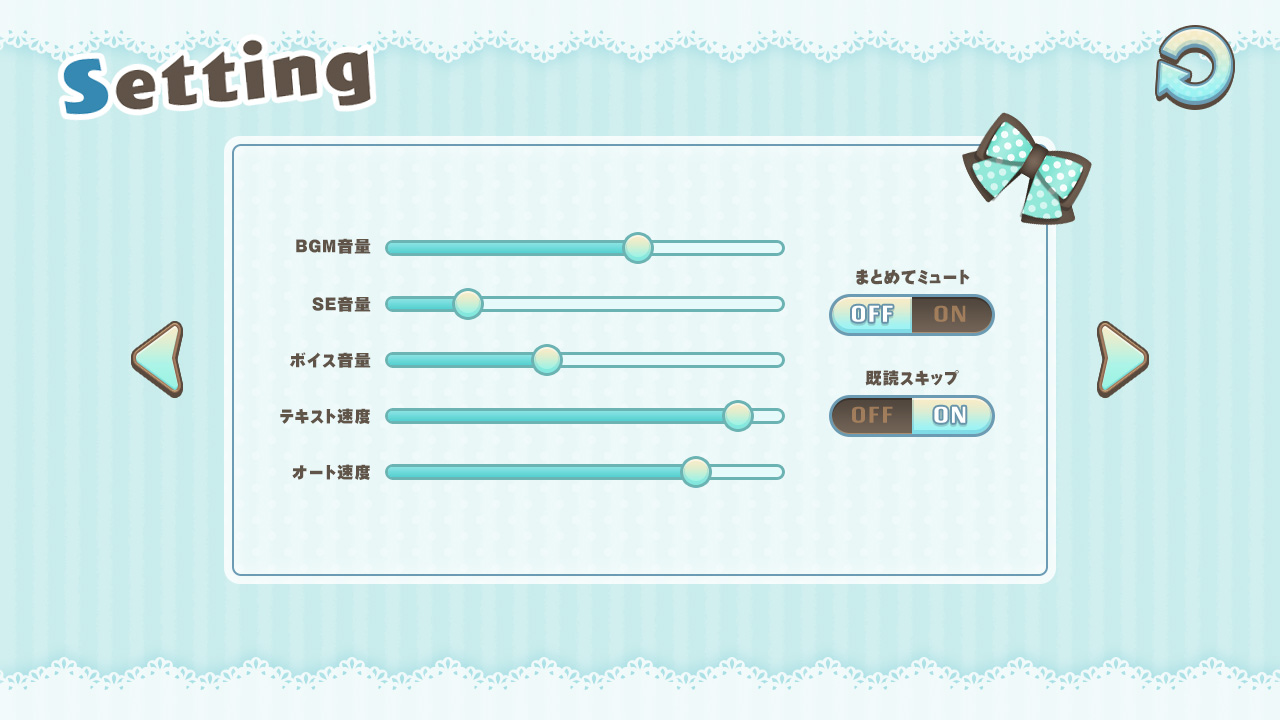 Setting
BGM音量
SE音量
ボイス音量
テキスト速度
オート速度
まとめてミュート
OFF ON
既読スキップ
OFF ON